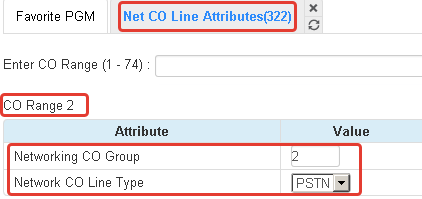 Favorite PGM
Net CO Line Attributes(322)
Enter CO Range (1 - 74) :
CO Range 2
Attribute Value
Networking CO Group 2
Network CO Line Type PSTN